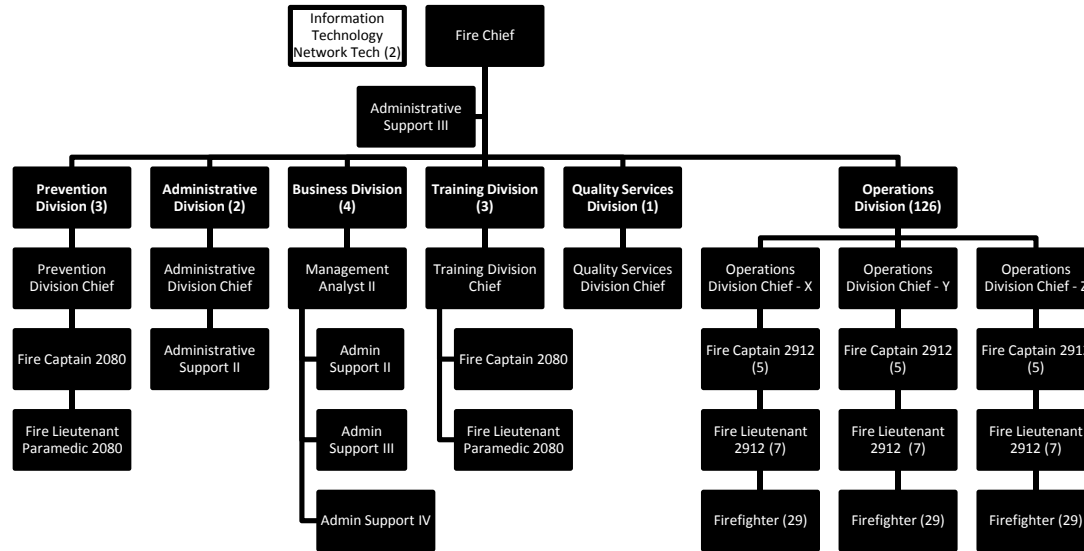 Information
Technology
Network Tech (2)
Fire Chief
Administrative
Support III
Prevention
Division (3)
Administrative
Division (2)
Business Division
(4)
Training Division
(3)
Quality Services
Division (1)
Operations
Division (126)
Prevention
Division Chief
Administrative
Division Chief
Management
Analyst II
Training Division
Chief
Quality Services
Division Chief
Operations
Division Chief - X
Operations
Division Chief - Y
Operations
Division Chief - Z
Fire Captain 2080
Administrative
Support II
Admin
Support II
Fire Captain 2080
Fire Captain 2912
(5)
Fire Captain 2912
(5)
Fire Captain 2912
(5)
Fire Lieutenant
Paramedic 2080
Admin
Support III
Fire Lieutenant
Paramedic 2080
Fire Lieutenant
2912 (7)
Fire Lieutenant
2912 (7)
Fire Lieutenant
2912 (7)
Admin Support IV
Firefighter (29)
Firefighter (29)
Firefighter (29)